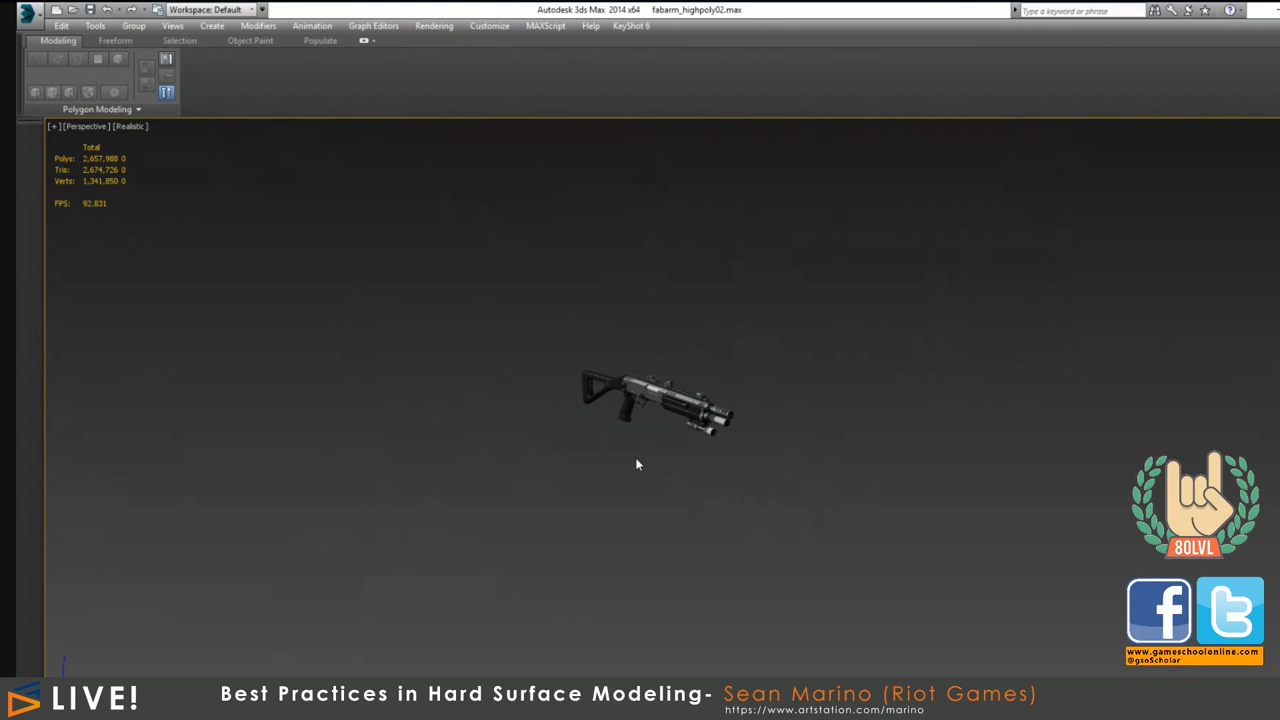 Workspace: Default
Autodesk 3ds Max 2014 x64 fabarm_highpoly02.max
Type a keyword or phrase
Edit Tools Group Views Create Modifiers Animation Graph Editors Rendering Customize MAXScript Help KeyShot 6
Modeling Freeform Selection Object Paint Populate
Polygon Modeling
[+] [Perspective] [Realistic]
Total
Polys: 2,657,988 0
Tris: 2,674,726 0
Verts: 1,341,850 0
FPS: 92.831
80LVL
www.gameschoolonline.com
@gsoScholar
LIVE! Best Practices in Hard Surface Modeling- Sean Marino (Riot Games)
https://www.artstation.com/marino